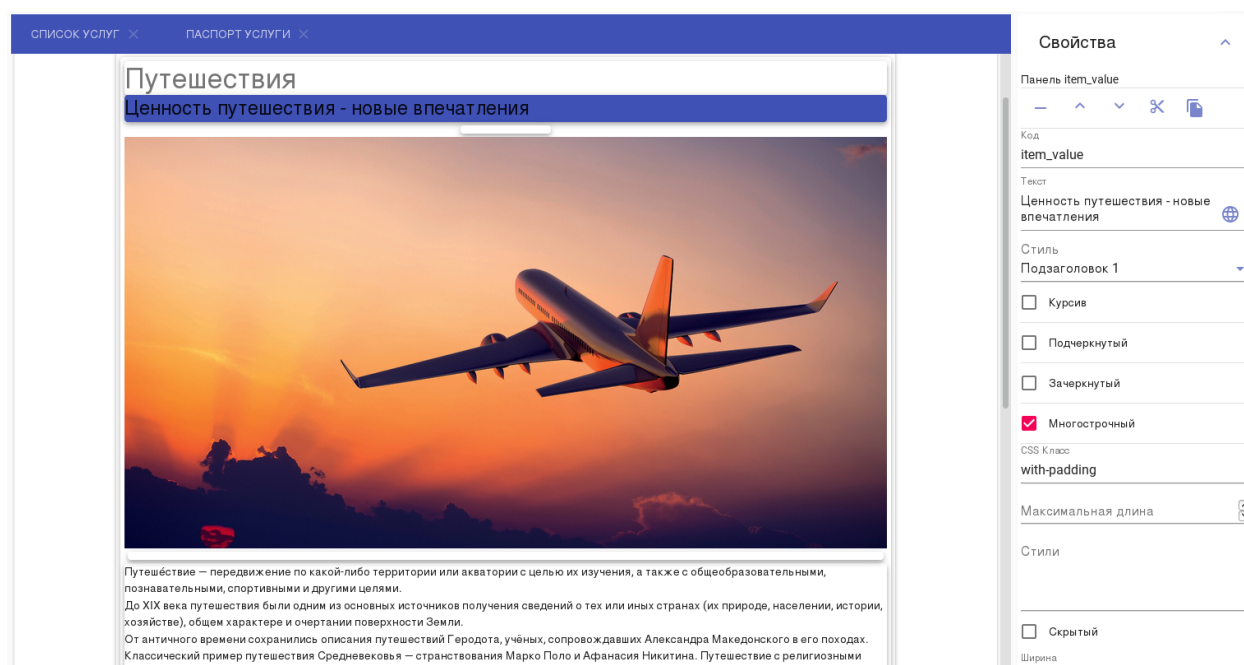 СПИСОК УСЛУГ
ПАСПОРТ УСЛУГИ
Путешествия
Ценность путешествия - новые впечатления
Путеше́ствие — передвижение по какой-либо территории или акватории с целью их изучения, а также с общеобразовательными,
познавательными, спортивными и другими целями.
До XIX века путешествия были одним из основных источников получения сведений о тех или иных странах (их природе, населении, истории,
хозяйстве), общем характере и очертании поверхности Земли.
От античного времени сохранились описания путешествий Геродота, учёных, сопровождавших Александра Македонского в его походах.
Классический пример путешествия Средневековья — странствования Марко Поло и Афанасия Никитина. Путешествие с религиозными
Свойства
Панель item_value
Код
item_value
Текст
Ценность путешествия - новые
впечатления
Стиль
Подзаголовок 1
Курсив
Подчеркнутый
Зачеркнутый
Многострочный
CSS Класс
with-padding
Максимальная длина
Стили
Скрытый
Ширина